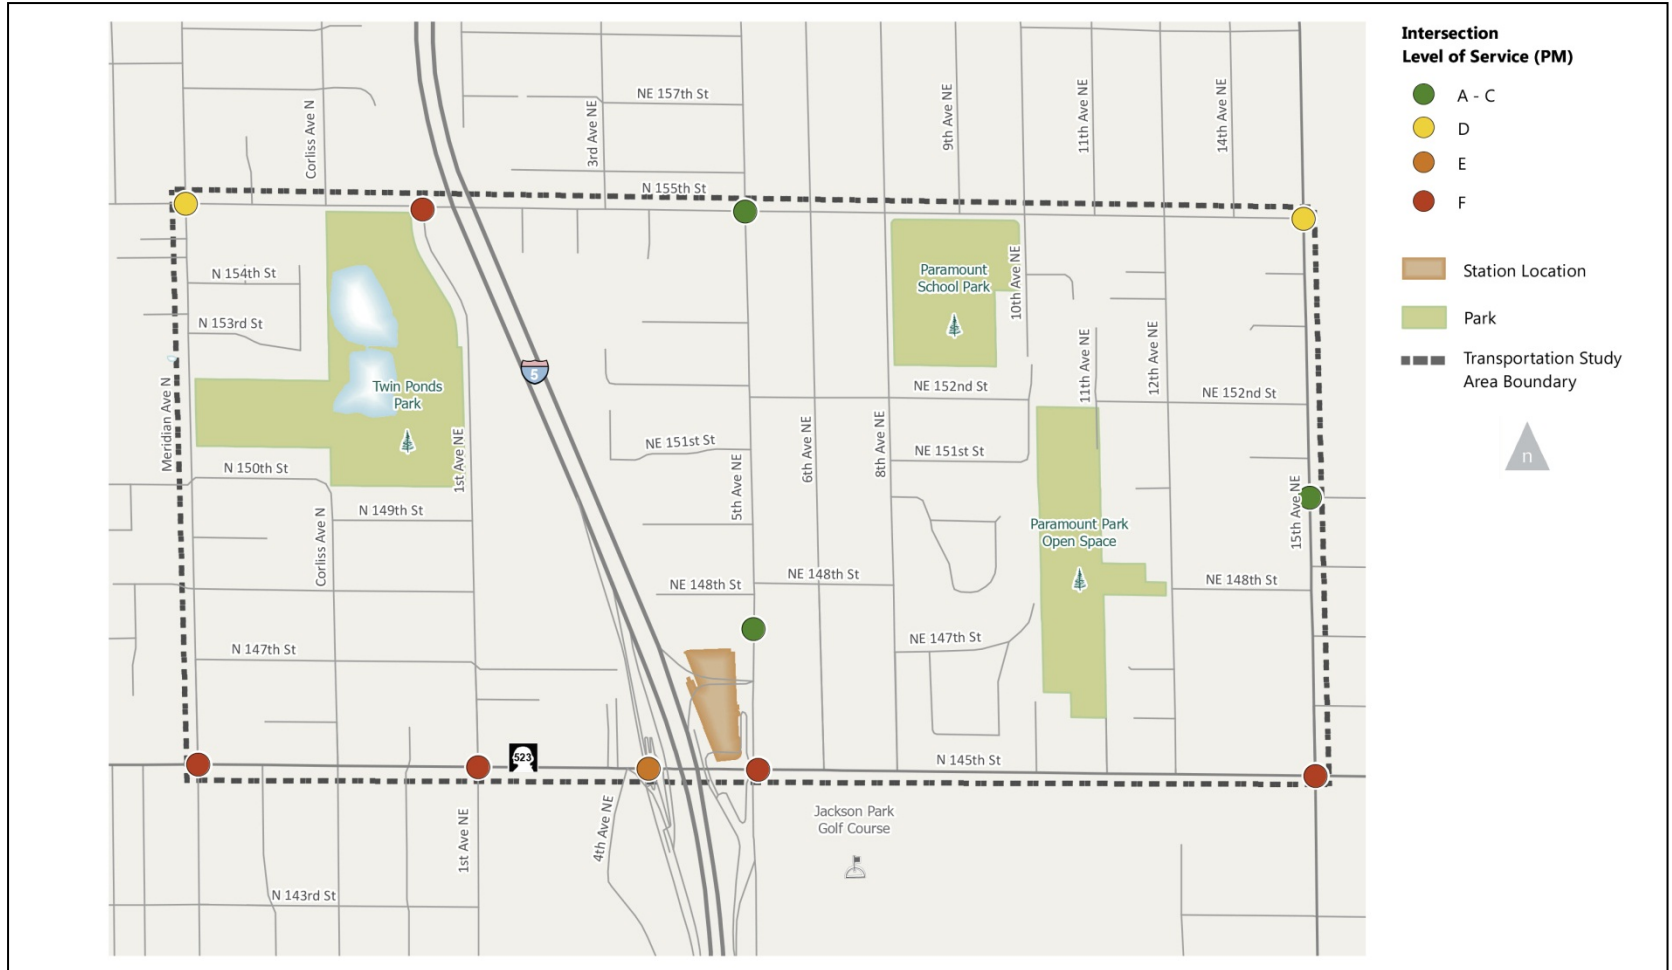 Intersection
Level of Service (PM)
A - C
D
E
F
Station Location
Park
Transportation Study
Area Boundary
n
NE 157th St
Corliss Ave N
3rd Ave NE
9th Ave NE
11th Ave NE
14th Ave NE
N 155th St
N 154th St
N 153rd St
Paramount
School Park
10th Ave NE
5
Twin Ponds
Park
Meridian Ave N
NE 152nd St
11th Ave NE
12th Ave NE
NE 152nd St
N 150th St
1st Ave NE
NE 151st St
5th Ave NE
6th Ave NE
8th Ave NE
NE 151st St
15th Ave NE
N 149th St
Corliss Ave N
Paramount Park
Open Space
NE 148th St
NE 148th St
NE 148th St
N 147th St
NE 147th St
523
N 145th St
1st Ave NE
4th Ave NE
Jackson Park
Golf Course
N 143rd St